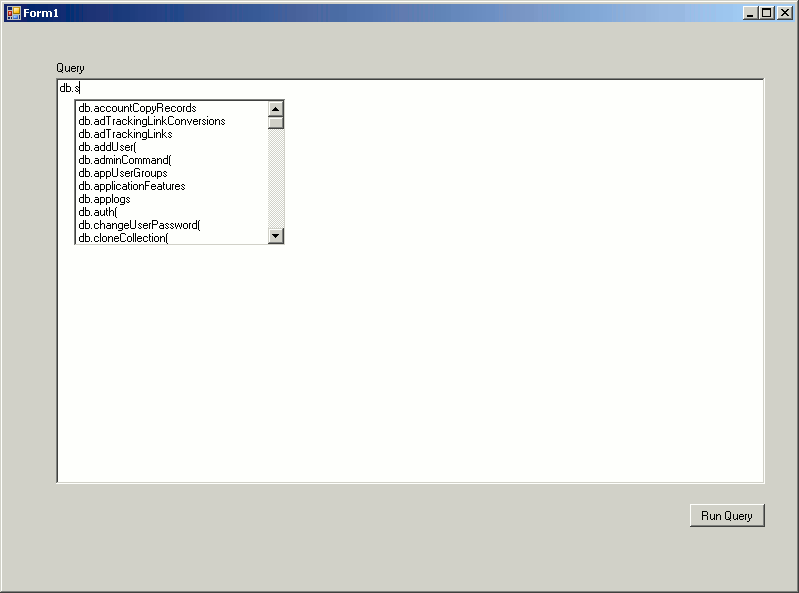 Form1
Query
db.s
db.accountCopyRecords
db.adTrackingLinkConversions
db.adTrackingLinks
db.addUser(
db.adminCommand(
db.appUserGroups
db.applicationFeatures
db.applogs
db.auth(
db.changeUserPassword(
db.cloneCollection(
Run Query